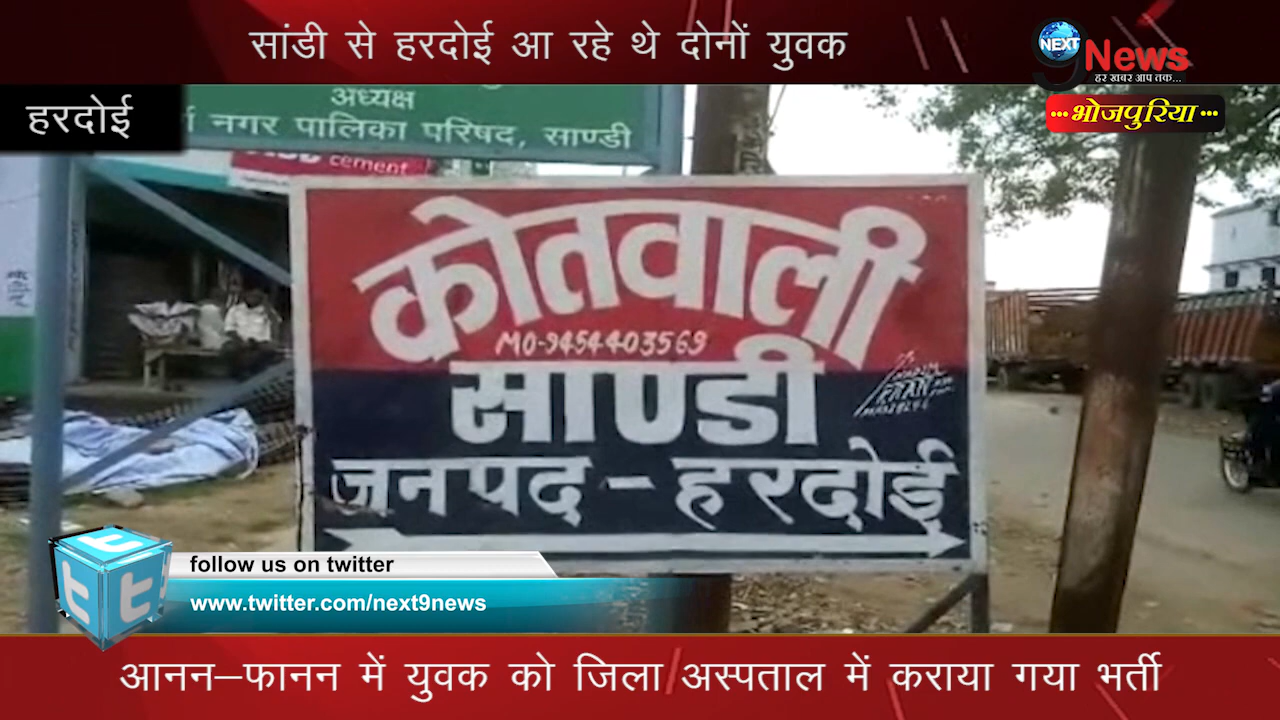 सांडी से हरदोई आ रहे थे दोनों युवक
NEXT 9 News
हर खबर आप तक...
भोजपुरिया
हरदोई
अध्यक्ष
नगर पालिका परिषद, साण्डी
cement
कोतवाली
MO-9454403569
साण्डी
जनपद - हरदोई
follow us on twitter
www.twitter.com/next9news
आनन–फानन में युवक को जिला अस्पताल में कराया गया भर्ती